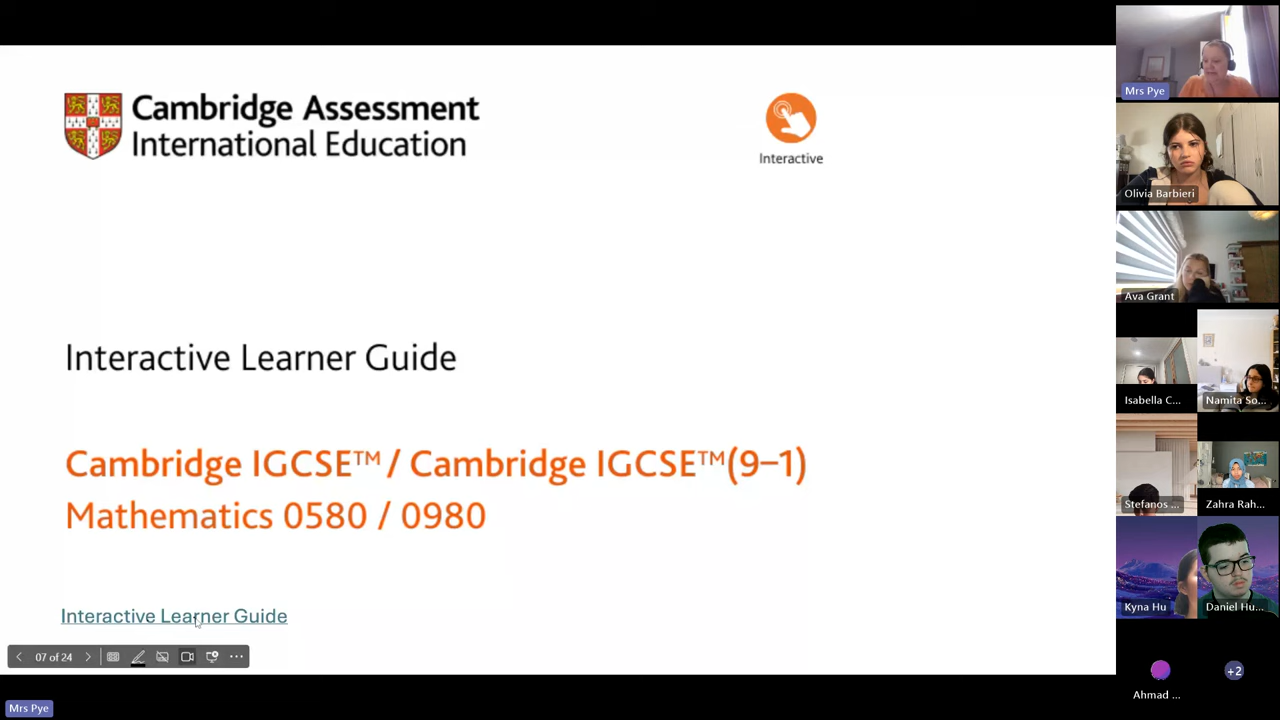 Cambridge Assessment
International Education
Interactive
Interactive Learner Guide
Cambridge IGCSE™ / Cambridge IGCSE™(9–1)
Mathematics 0580 / 0980
Interactive Learner Guide
07 of 24
Mrs Pye
Mrs Pye
Olivia Barbieri
Ava Grant
Isabella C...
Namita So...
Stefanos ...
Zahra Rah...
Kyna Hu
Daniel Hu...
Ahmad ...
+2